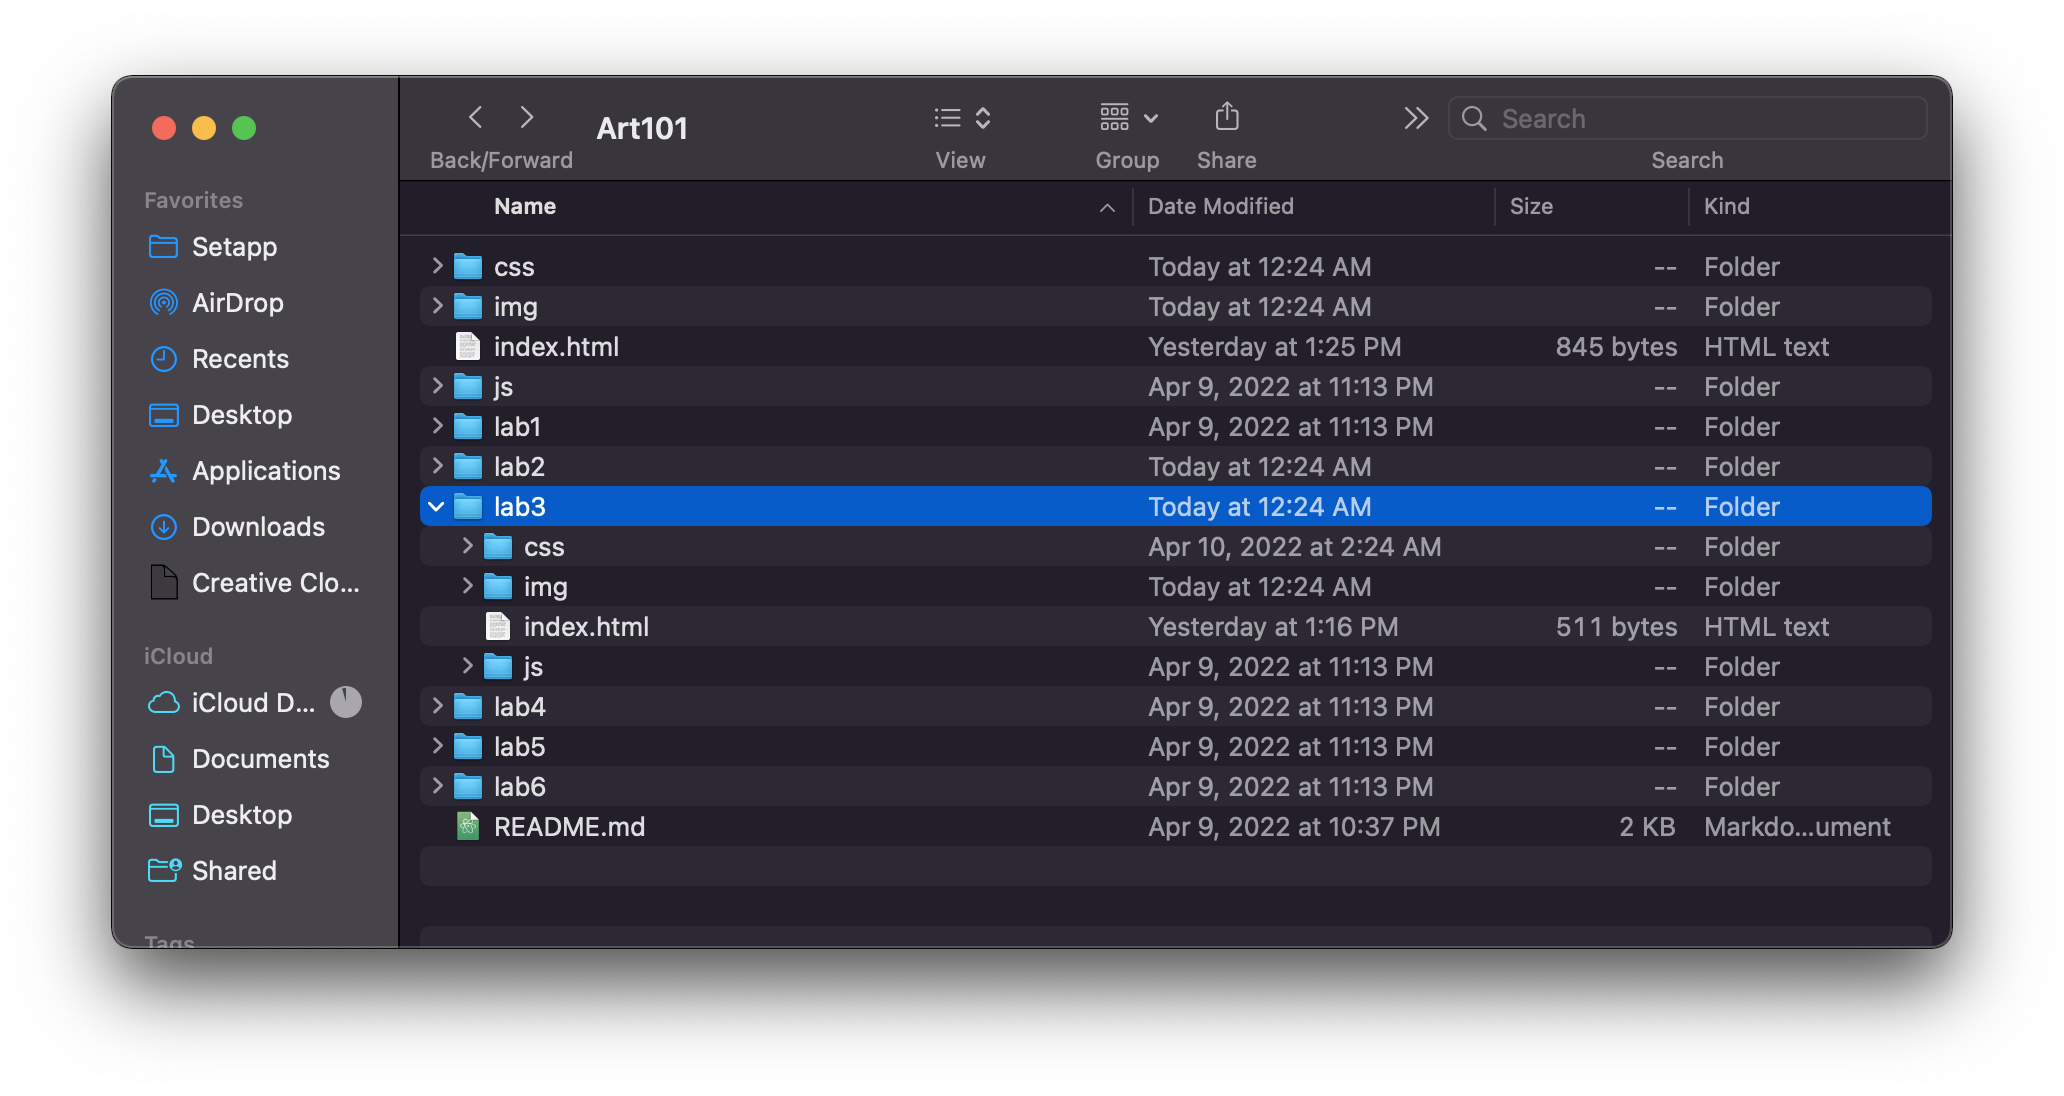 Art101
Back/Forward
View
Group
Share
Search
Search
Favorites
Setapp
AirDrop
Recents
Desktop
Applications
Downloads
Creative Clo...
iCloud
iCloud D...
Documents
Desktop
Shared
Tags
Name Date Modified Size Kind
css Today at 12:24 AM -- Folder
img Today at 12:24 AM -- Folder
index.html Yesterday at 1:25 PM 845 bytes HTML text
js Apr 9, 2022 at 11:13 PM -- Folder
lab1 Apr 9, 2022 at 11:13 PM -- Folder
lab2 Today at 12:24 AM -- Folder
lab3 Today at 12:24 AM -- Folder
css Apr 10, 2022 at 2:24 AM -- Folder
img Today at 12:24 AM -- Folder
index.html Yesterday at 1:16 PM 511 bytes HTML text
js Apr 9, 2022 at 11:13 PM -- Folder
lab4 Apr 9, 2022 at 11:13 PM -- Folder
lab5 Apr 9, 2022 at 11:13 PM -- Folder
lab6 Apr 9, 2022 at 11:13 PM -- Folder
README.md Apr 9, 2022 at 10:37 PM 2 KB Markdo...ument